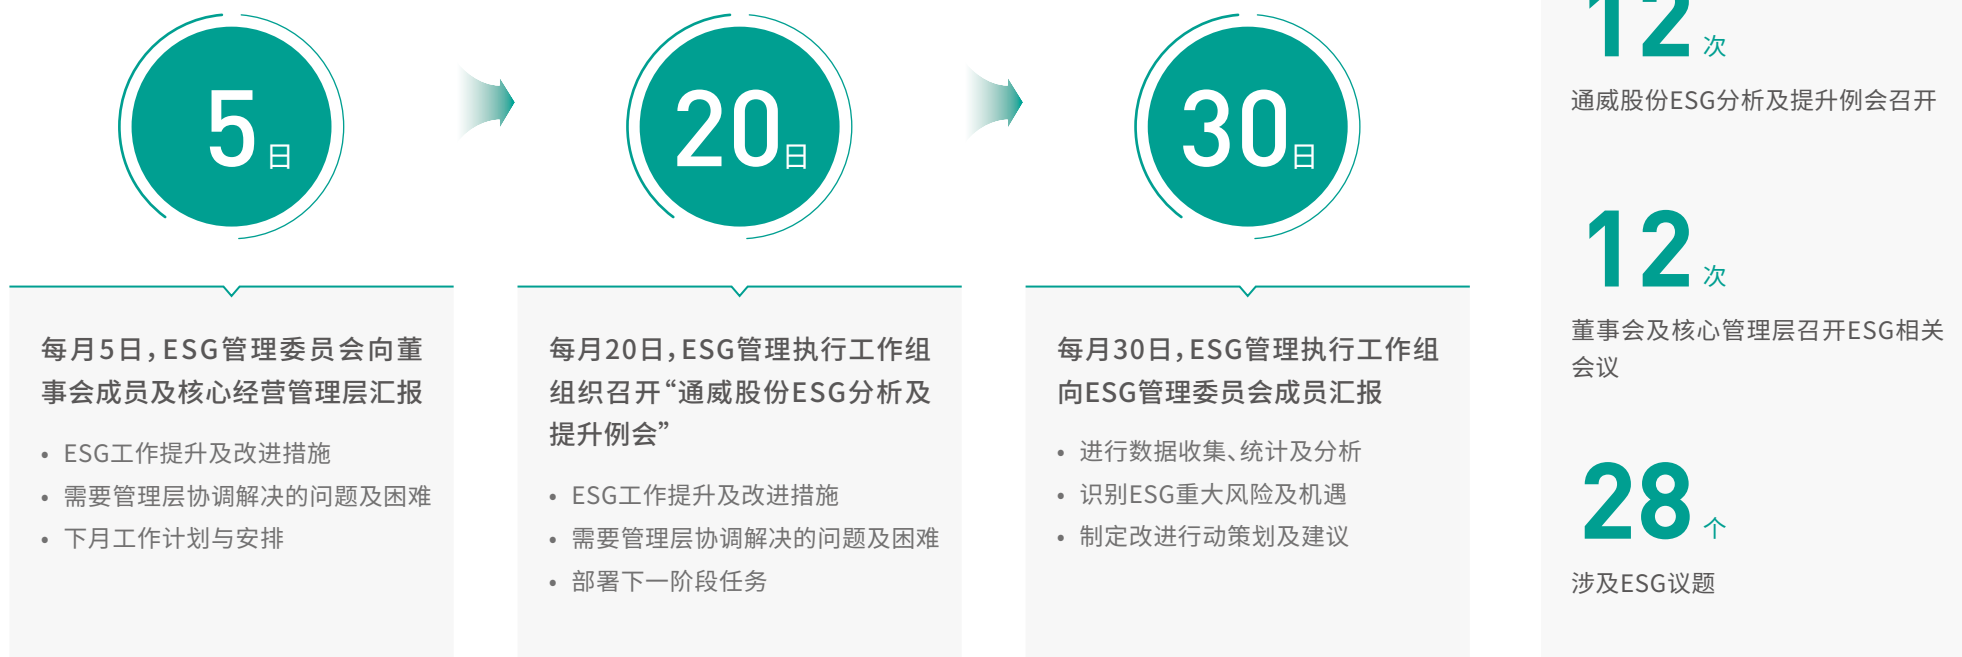 5日
每月5日，ESG管理委员会向董
事会成员及核心经营管理层汇报
• ESG工作提升及改进措施
• 需要管理层协调解决的问题及困难
• 下月工作计划与安排
20日
每月20日，ESG管理执行工作组
组织召开“通威股份ESG分析及
提升例会”
• ESG工作提升及改进措施
• 需要管理层协调解决的问题及困难
• 部署下一阶段任务
30日
每月30日，ESG管理执行工作组
向ESG管理委员会成员汇报
• 进行数据收集、统计及分析
• 识别ESG重大风险及机遇
• 制定改进行动策划及建议
12次
通威股份ESG分析及提升例会召开
12次
董事会及核心管理层召开ESG相关
会议
28个
涉及ESG议题